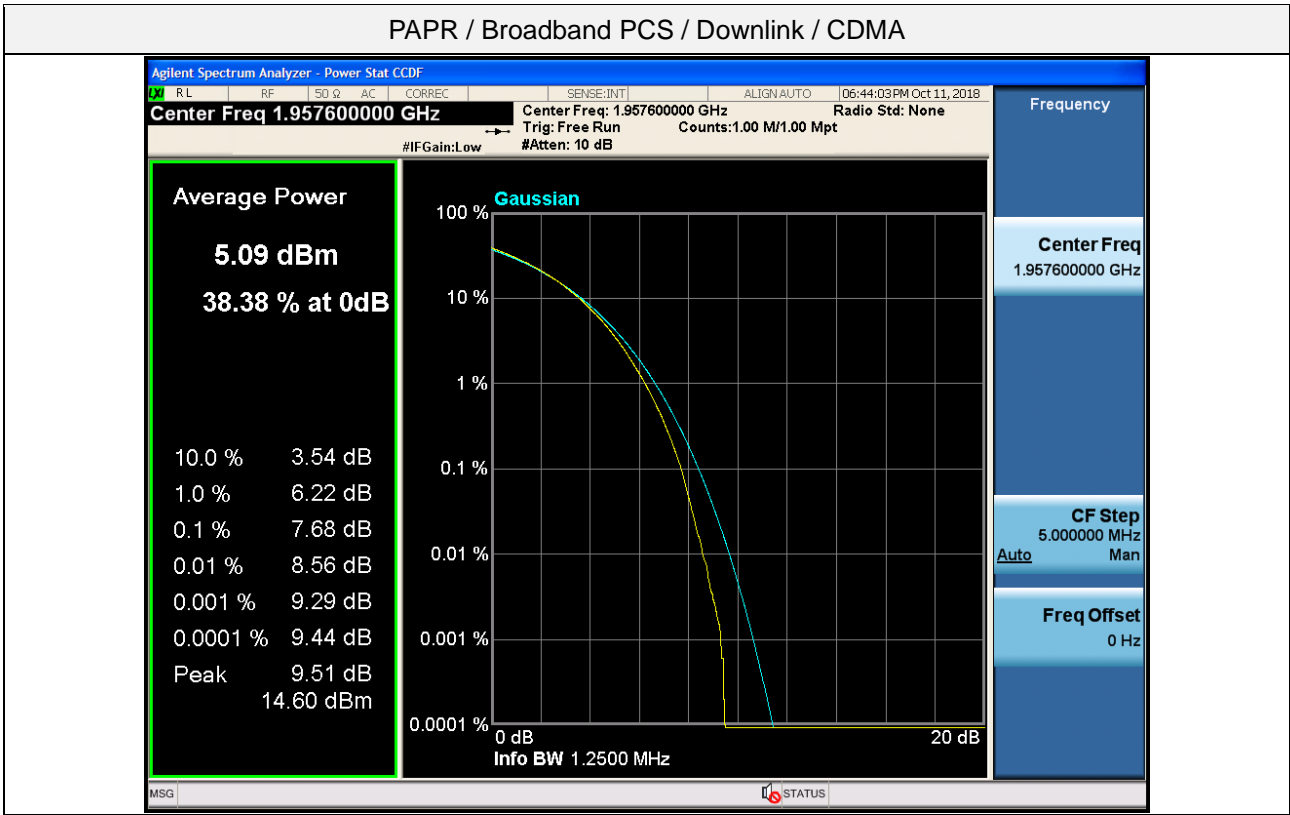 PAPR / Broadband PCS / Downlink / CDMA
Agilent Spectrum Analyzer - Power Stat CCDF
LXI RL RF 50 Ω AC CORREC SENSE:INT ALIGNAUTO 06:44:03PM Oct 11, 2018
Center Freq 1.957600000 GHz
Center Freq: 1.957600000 GHz Radio Std: None
Trig: Free Run Counts:1.00 M/1.00 Mpt
#IFGain:Low #Atten: 10 dB
Frequency
Average Power
5.09 dBm
38.38 % at 0dB
10.0 % 3.54 dB
1.0 % 6.22 dB
0.1 % 7.68 dB
0.01 % 8.56 dB
0.001 % 9.29 dB
0.0001 % 9.44 dB
Peak 9.51 dB
14.60 dBm
Gaussian
100 %
10 %
1 %
0.1 %
0.01 %
0.001 %
0.0001 %
0 dB 20 dB
Info BW 1.2500 MHz
Center Freq
1.957600000 GHz
CF Step
5.000000 MHz
Auto Man
Freq Offset
0 Hz
MSG STATUS